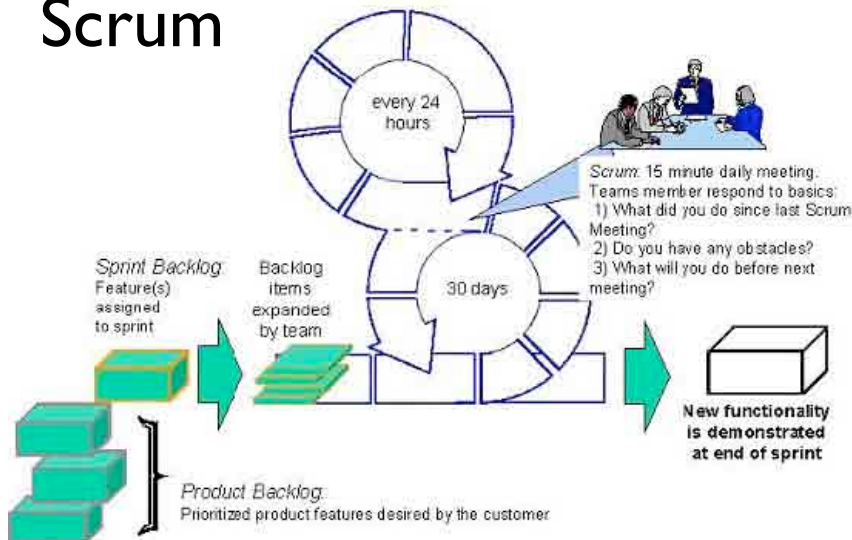 Scrum
every 24
hours
Scrum: 15 minute daily meeting.
Teams member respond to basics:
1) What did you do since last Scrum
Meeting?
2) Do you have any obstacles?
3) What will you do before next
meeting?
Sprint Backlog:
Feature(s)
assigned
to sprint
Backlog
items
expanded
by team
30 days
New functionality
is demonstrated
at end of sprint
Product Backlog:
Prioritized product features desired by the customer